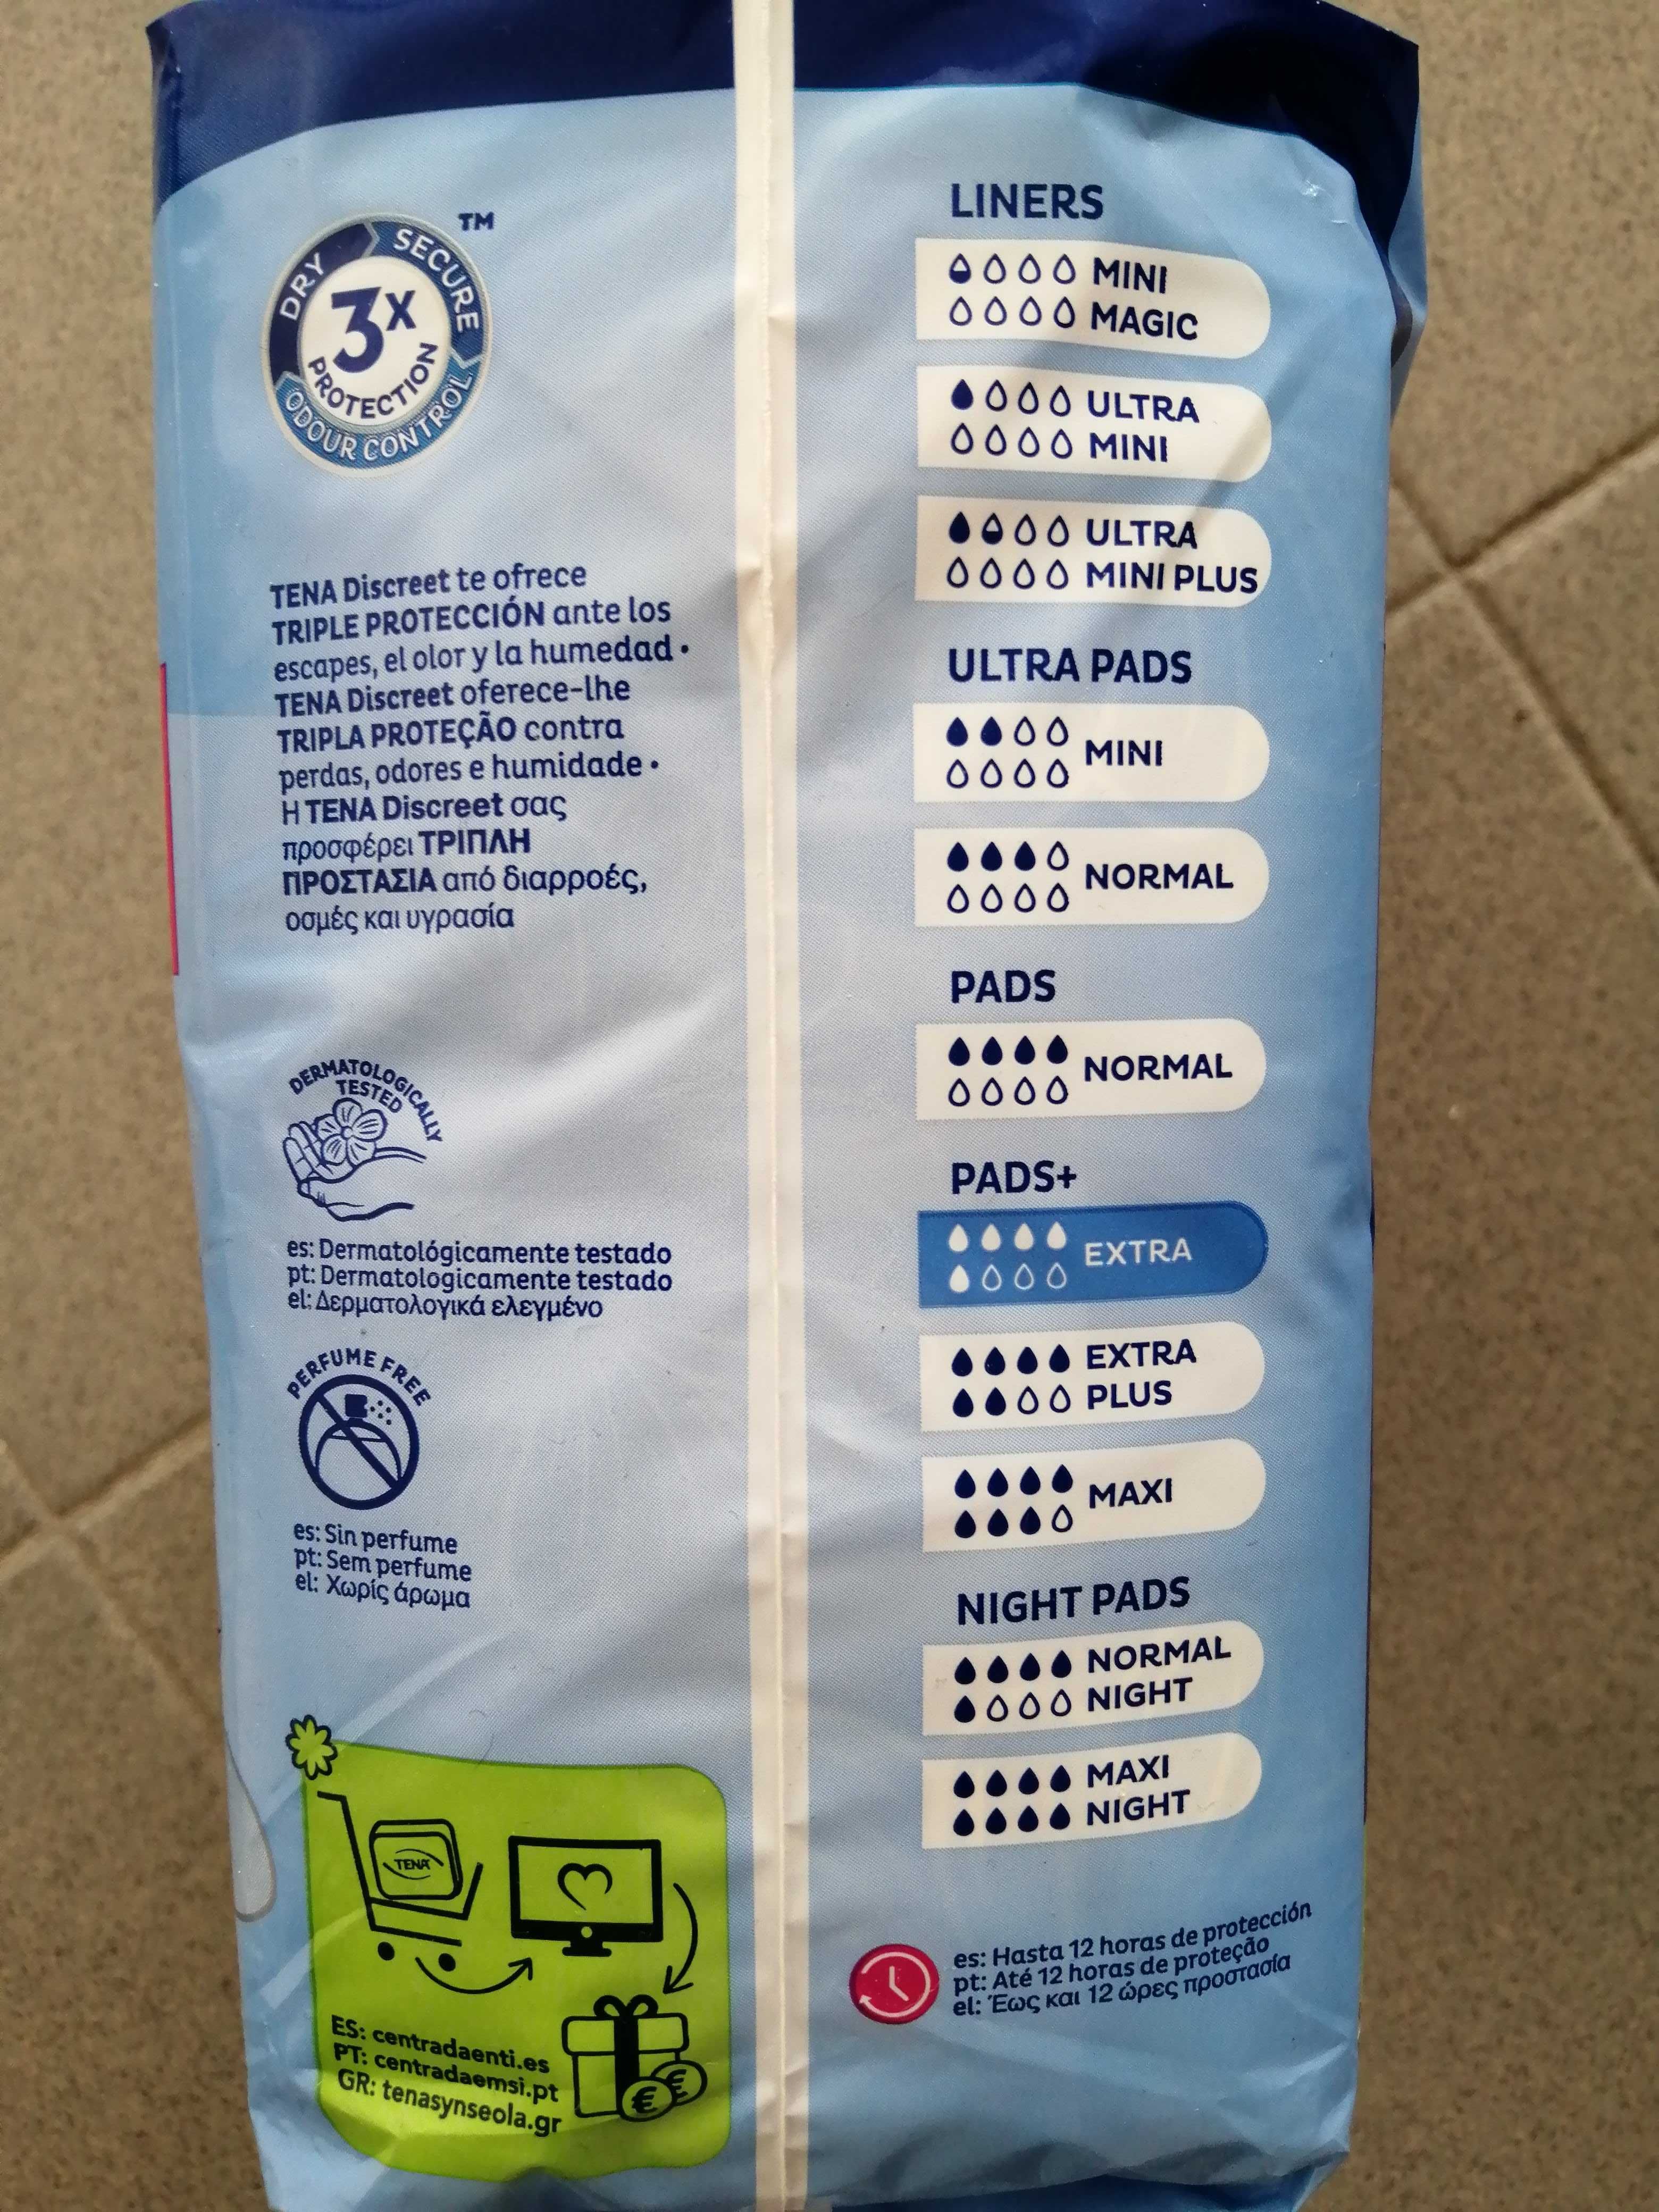 TM
DRY
SECURE
3x
PROTECTION
ODOUR CONTROL
TENA Discreet te ofrece
TRIPLE PROTECCIÓN ante los
escapes, el olor y la humedad •
TENA Discreet oferece-lhe
TRIPLA PROTEÇÃO contra
perdas, odores e humidade •
Η TENA Discreet σας
προσφέρει ΤΡΙΠΛΗ
ΠΡΟΣΤΑΣΙΑ από διαρροές,
οσμές και υγρασία
DERMATOLOGICALLY
TESTED
es: Dermatológicamente testado
pt: Dermatologicamente testado
el: Δερματολογικά ελεγμένο
PERFUME FREE
es: Sin perfume
pt: Sem perfume
el: Χωρίς άρωμα
TENA
ES: centradaenti.es
PT: centradaemsi.pt
GR: tenasynseola.gr
€ €
LINERS
MINI
MAGIC
ULTRA
MINI
ULTRA
MINI PLUS
ULTRA PADS
MINI
NORMAL
PADS
NORMAL
PADS+
EXTRA
EXTRA
PLUS
MAXI
NIGHT PADS
NORMAL
NIGHT
MAXI
NIGHT
es: Hasta 12 horas de protección
pt: Até 12 horas de proteção
el: Έως και 12 ώρες προστασία